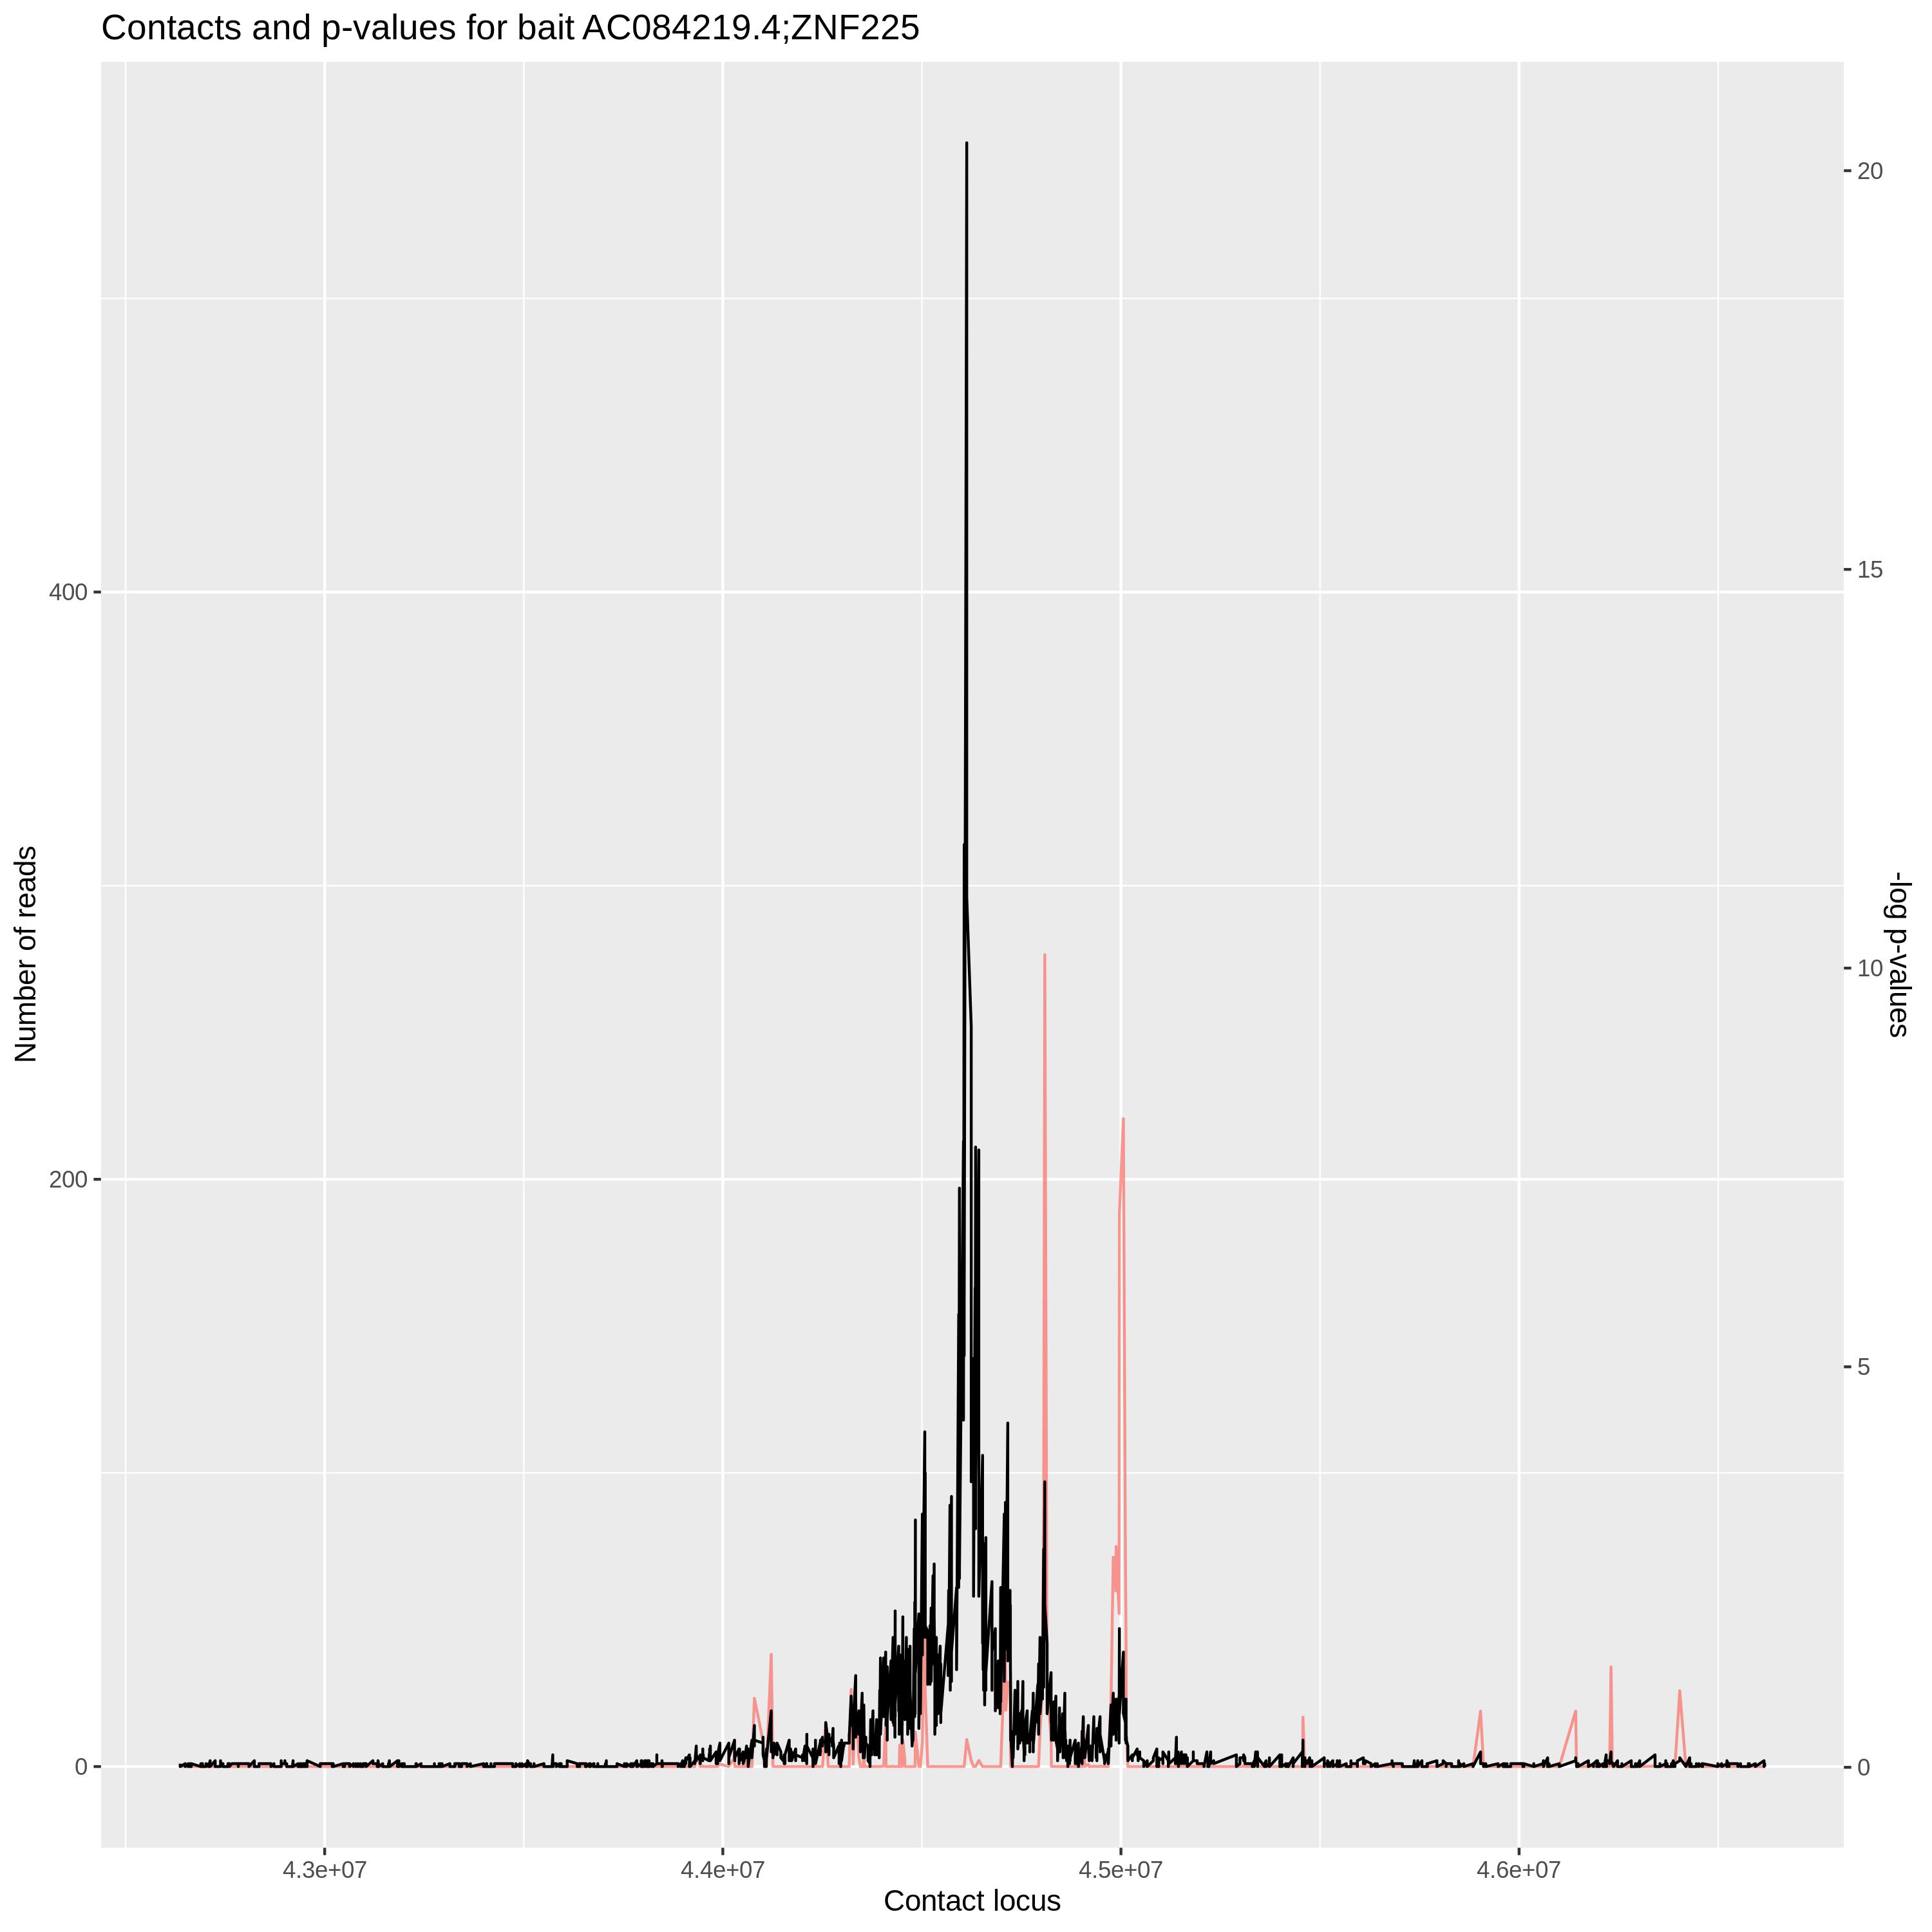 Contacts and p-values for bait AC084219.4;ZNF225
Number of reads
400
200
0
20
15
10
5
0
-log p-values
4.3e+07 4.4e+07 4.5e+07 4.6e+07
Contact locus